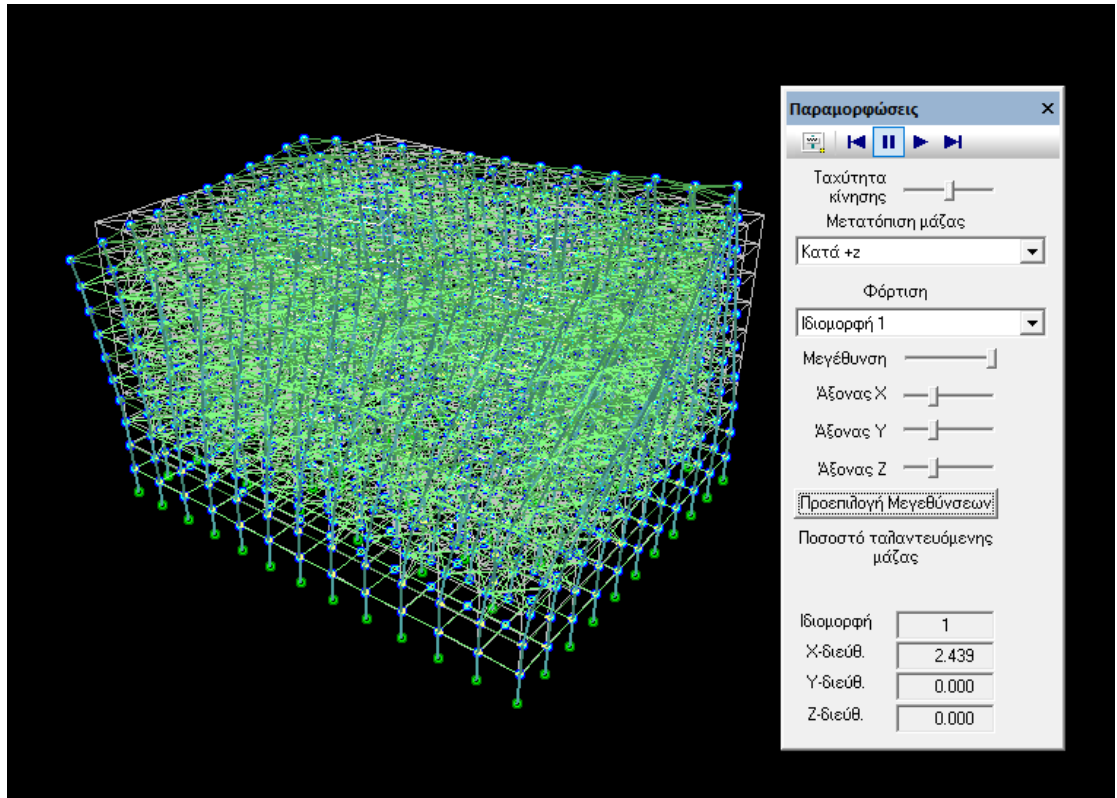 Παραμορφώσεις
Ταχύτητα
κίνησης
Μετατόπιση μάζας
Κατά +z
Φόρτιση
Ιδιομορφή 1
Μεγέθυνση
Άξονας X
Άξονας Y
Άξονας Z
Προεπιλογή Μεγεθύνσεων
Ποσοστό ταλαντευόμενης
μάζας
Ιδιομορφή 1
X-διεύθ. 2.439
Y-διεύθ. 0.000
Z-διεύθ. 0.000